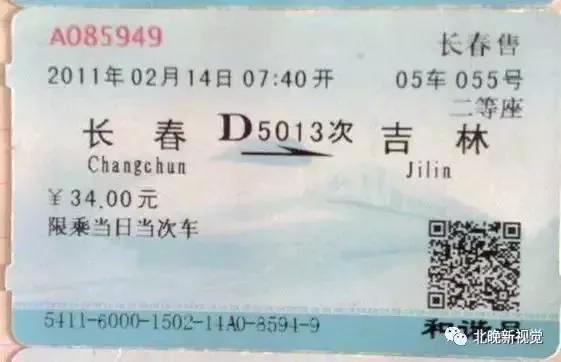 A085949
长春售
2011年02月14日 07:40开
05车 055号
二等座
长春 D5013次 吉林
Changchun Jilin
￥34.00元
限乘当日当次车
5411-6000-1502-14A0-8594-9
和谐号
北晚新视觉